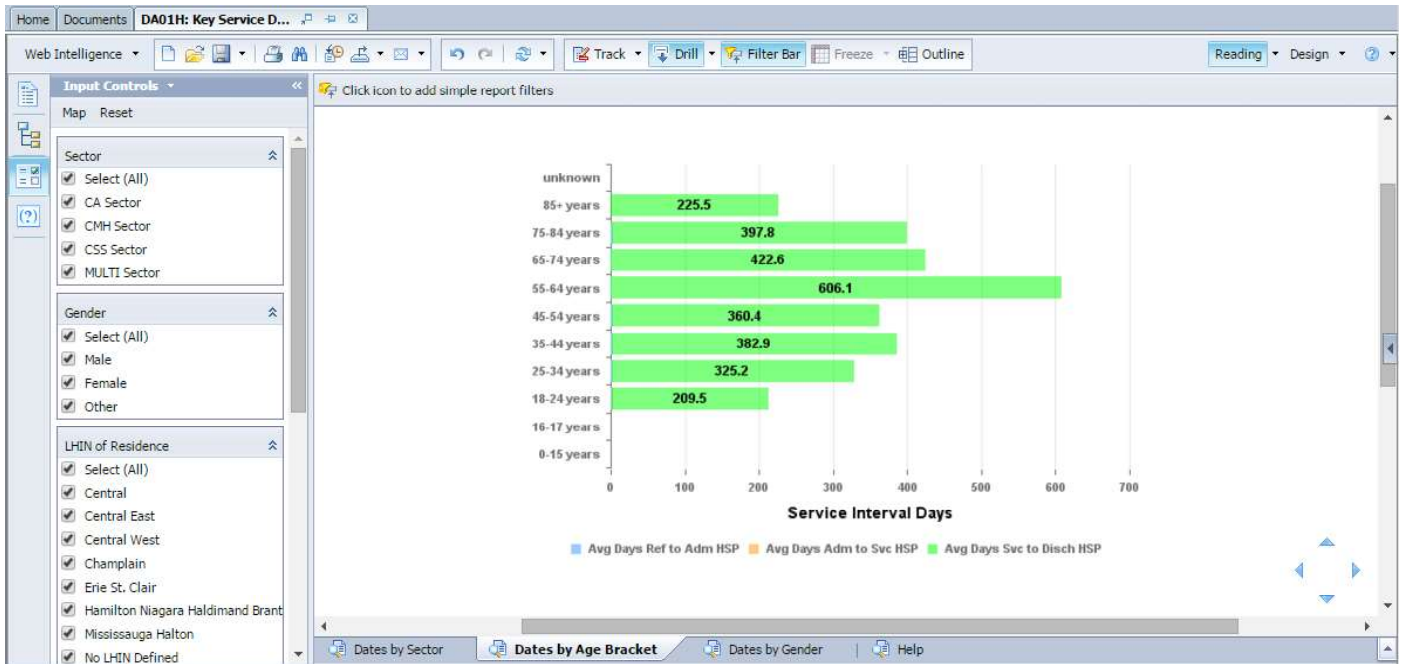 Home Documents DA01H: Key Service D...
Web Intelligence Track Drill Filter Bar Freeze Outline Reading Design
Input Controls
Click icon to add simple report filters
Map Reset
Sector
Select (All)
CA Sector
CMH Sector
CSS Sector
MULTI Sector
Gender
Select (All)
Male
Female
Other
LHIN of Residence
Select (All)
Central
Central East
Central West
Champlain
Erie St. Clair
Hamilton Niagara Haldimand Brant
Mississauga Halton
No LHIN Defined
unknown
85+ years 225.5
75-84 years 397.8
65-74 years 422.6
55-64 years 606.1
45-54 years 360.4
35-44 years 382.9
25-34 years 325.2
18-24 years 209.5
16-17 years
0-15 years
0 100 200 300 400 500 600 700
Service Interval Days
Avg Days Ref to Adm HSP Avg Days Adm to Svc HSP Avg Days Svc to Disch HSP
Dates by Sector Dates by Age Bracket Dates by Gender Help